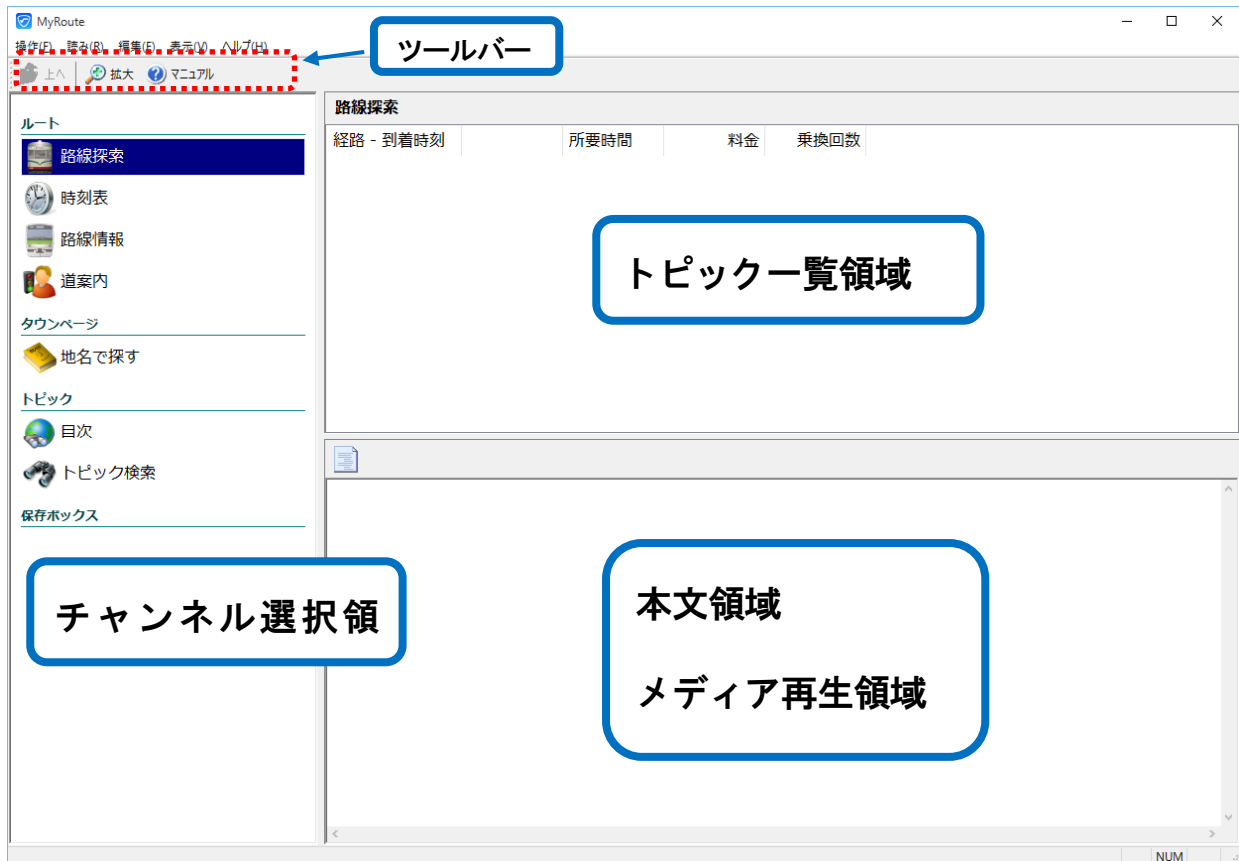 MyRoute
操作(F) 読み(R) 編集(E) 表示(V) ヘルプ(H)
ツールバー
上へ 拡大 マニュアル
ルート
路線探索
時刻表
路線情報
道案内
タウンページ
地名で探す
トピック
目次
トピック検索
保存ボックス
チャンネル選択領
路線探索
経路 - 到着時刻 所要時間 料金 乗換回数
トピック一覧領域
本文領域
メディア再生領域
NUM